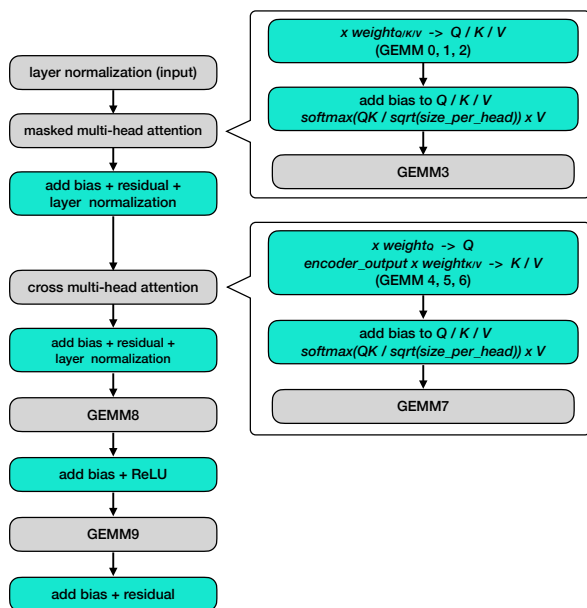 layer normalization (input)
masked multi-head attention
add bias + residual +
layer normalization
cross multi-head attention
add bias + residual +
layer normalization
GEMM8
add bias + ReLU
GEMM9
add bias + residual
x weightQ/K/V -> Q / K / V
(GEMM 0, 1, 2)
add bias to Q / K / V
softmax(QK / sqrt(size_per_head)) x V
GEMM3
x weightQ -> Q
encoder_output x weightK/V -> K / V
(GEMM 4, 5, 6)
add bias to Q / K / V
softmax(QK / sqrt(size_per_head)) x V
GEMM7